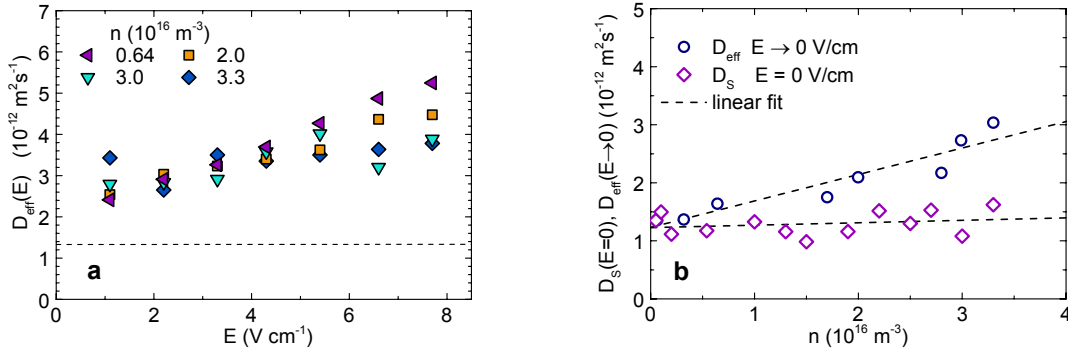 7
6
5
4
3
2
1
0
D_eff(E) (10^-12 m^2s^-1)
n (10^16 m^-3)
0.64 2.0
3.0 3.3
a
0 2 4 6 8
E (V cm^-1)
5
4
3
2
1
0
D_S(E=0), D_eff(E→0) (10^-12 m^2s^-1)
D_eff E → 0 V/cm
D_S E = 0 V/cm
linear fit
b
0 1 2 3 4
n (10^16 m^-3)